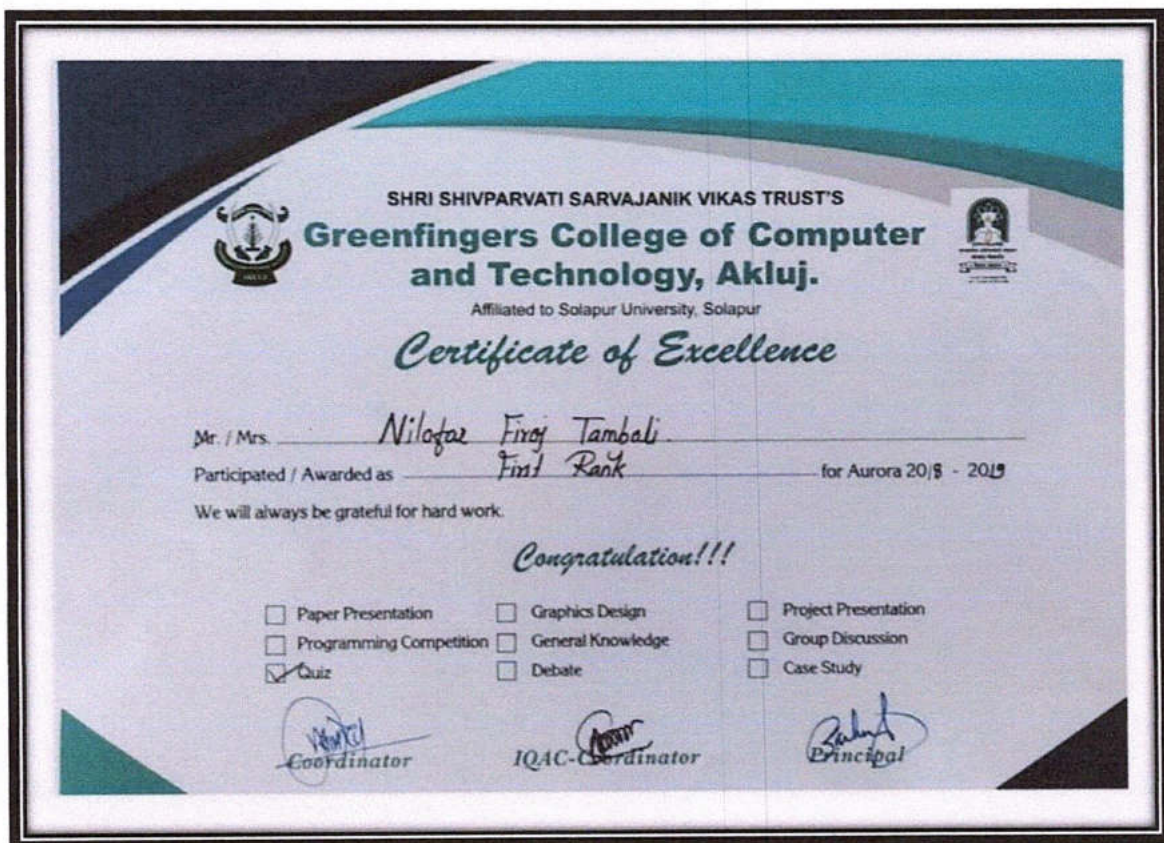 SHRI SHIVPARVATI SARVAJANIK VIKAS TRUST'S
Greenfingers College of Computer
and Technology, Akluj.
Affiliated to Solapur University, Solapur
Certificate of Excellence
Mr. / Mrs. Nilofar Firoj Tambali.
Participated / Awarded as First Rank for Aurora 2018 - 2019
We will always be grateful for hard work.
Congratulation!!!
Paper Presentation Graphics Design Project Presentation
Programming Competition General Knowledge Group Discussion
Quiz Debate Case Study
Coordinator IQAC-Coordinator Principal